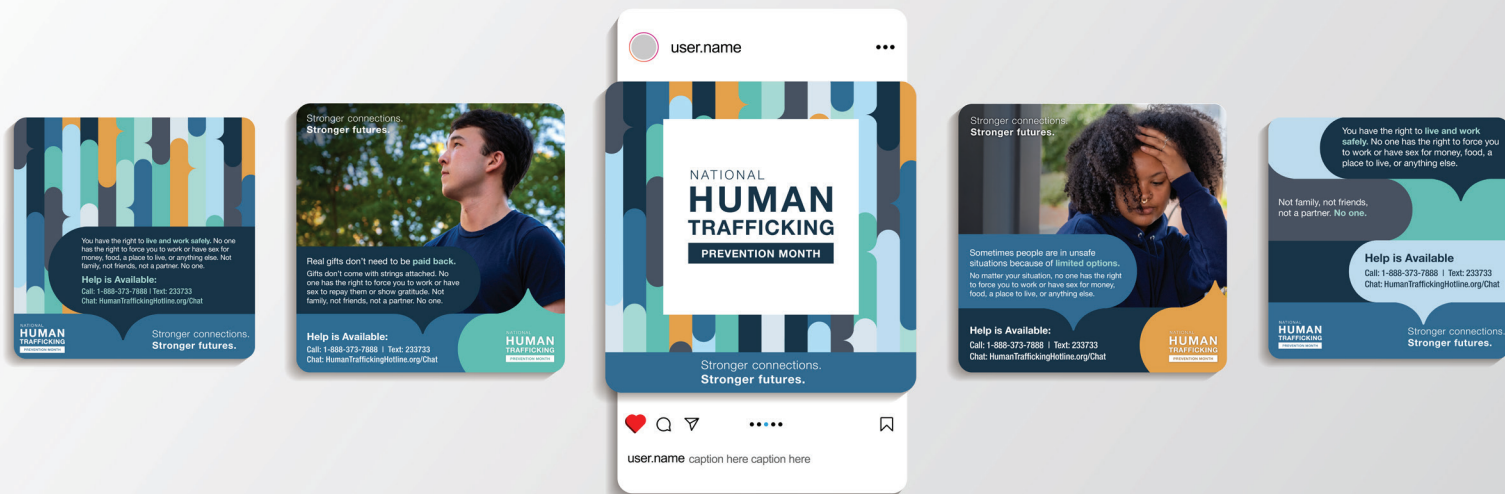 You have the right to live and work safely. No one
has the right to force you to work or have sex for
money, food, a place to live, or anything else. Not
family, not friends, not a partner. No one.
Help is Available:
Call: 1-888-373-7888 | Text: 233733
Chat: HumanTraffickingHotline.org/Chat
NATIONAL
HUMAN
TRAFFICKING
PREVENTION MONTH
Stronger connections.
Stronger futures.
Stronger connections.
Stronger futures.
Real gifts don't need to be paid back.
Gifts don't come with strings attached. No
one has the right to force you to work or have
sex to repay them or show gratitude. Not
family, not friends, not a partner. No one.
Help is Available:
Call: 1-888-373-7888 | Text: 233733
Chat: HumanTraffickingHotline.org/Chat
NATIONAL
HUMAN
TRAFFICKING
PREVENTION MONTH
user.name
NATIONAL
HUMAN
TRAFFICKING
PREVENTION MONTH
Stronger connections.
Stronger futures.
user.name caption here caption here
Stronger connections.
Stronger futures.
Sometimes people are in unsafe
situations because of limited options.
No matter your situation, no one has the right
to force you to work or have sex for money,
food, a place to live, or anything else.
Help is Available:
Call: 1-888-373-7888 | Text: 233733
Chat: HumanTraffickingHotline.org/Chat
NATIONAL
HUMAN
TRAFFICKING
PREVENTION MONTH
You have the right to live and work
safely. No one has the right to force you
to work or have sex for money, food, a
place to live, or anything else.
Not family, not friends,
not a partner. No one.
Help is Available
Call: 1-888-373-7888 | Text: 233733
Chat: HumanTraffickingHotline.org/Chat
NATIONAL
HUMAN
TRAFFICKING
PREVENTION MONTH
Stronger connections.
Stronger futures.